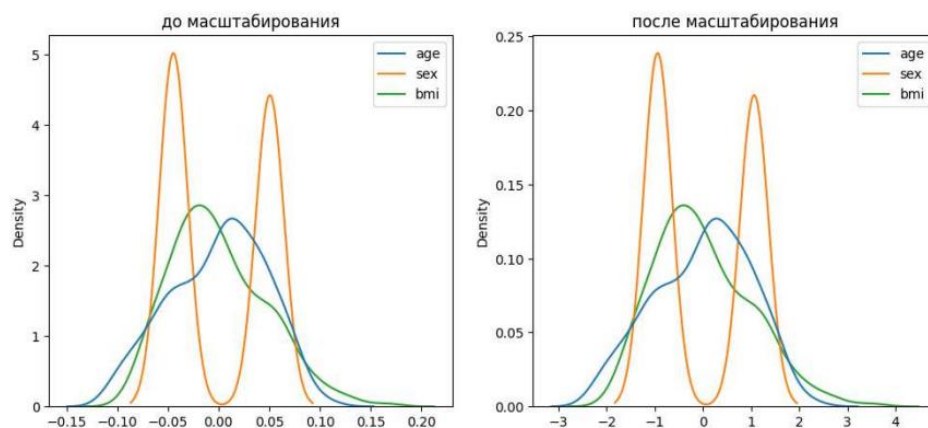 до масштабирования
age
sex
bmi
Density
5
4
3
2
1
0
−0.15 −0.10 −0.05 0.00 0.05 0.10 0.15 0.20
после масштабирования
age
sex
bmi
Density
0.25
0.20
0.15
0.10
0.05
0.00
−3 −2 −1 0 1 2 3 4